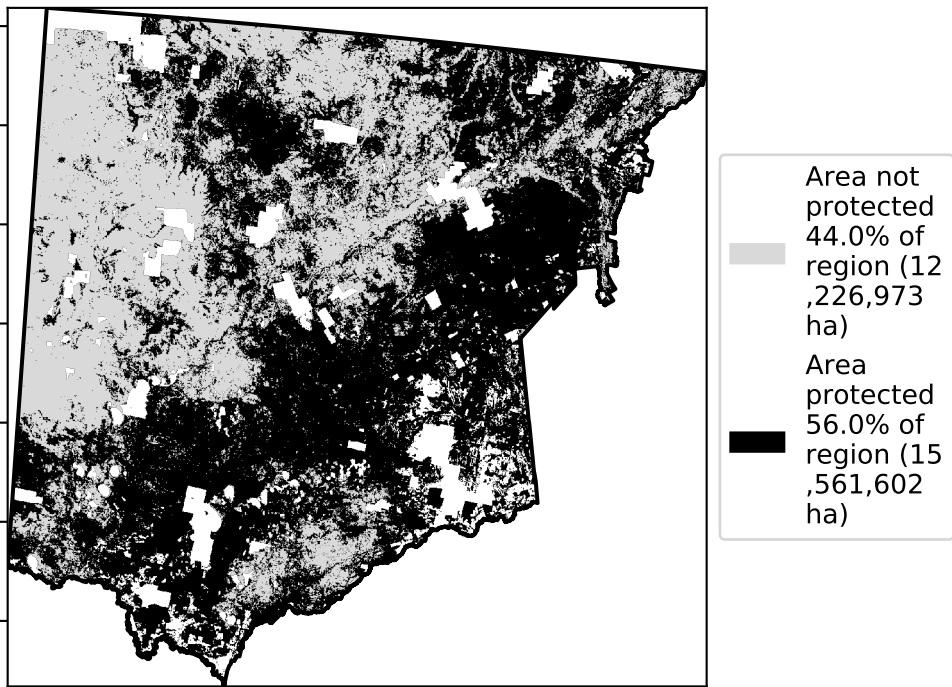 Area not
protected
44.0% of
region (12
,226,973
ha)
Area
protected
56.0% of
region (15
,561,602
ha)